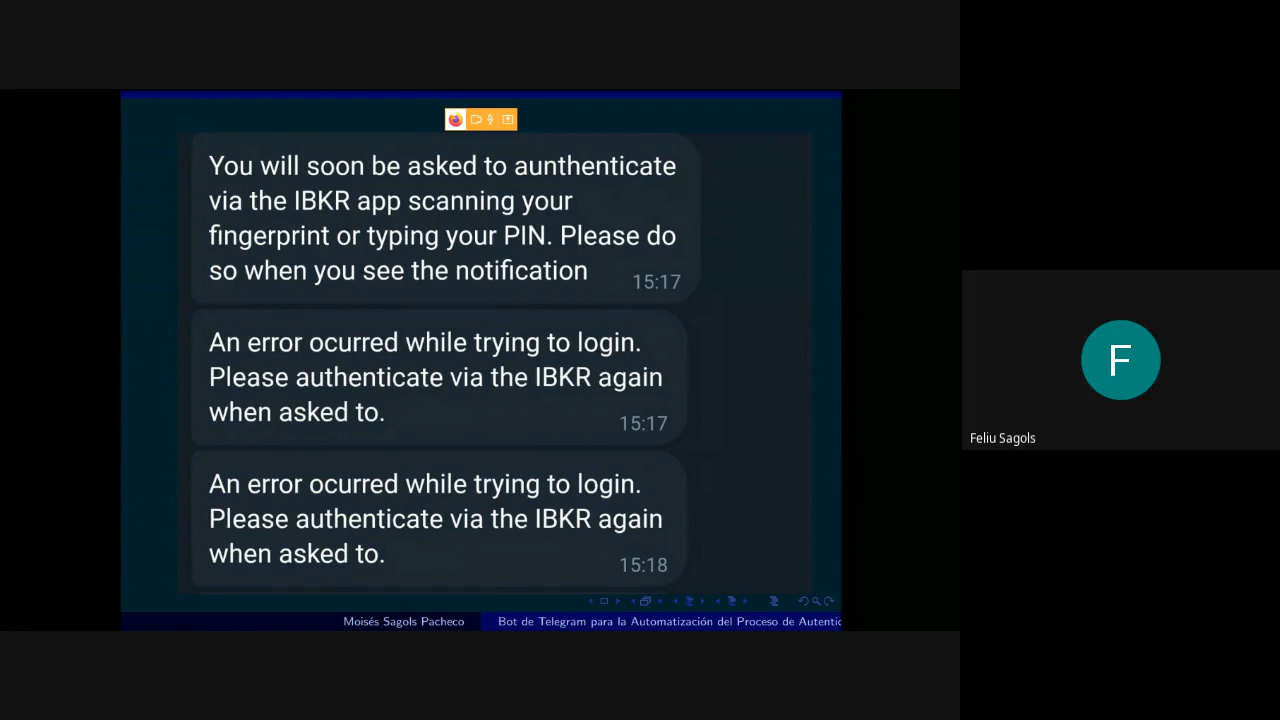 You will soon be asked to aunthenticate
via the IBKR app scanning your
fingerprint or typing your PIN. Please do
so when you see the notification
15:17
An error ocurred while trying to login.
Please authenticate via the IBKR again
when asked to.
15:17
An error ocurred while trying to login.
Please authenticate via the IBKR again
when asked to.
15:18
Moisés Sagols Pacheco
Bot de Telegram para la Automatización del Proceso de Autentic
F
Feliu Sagols